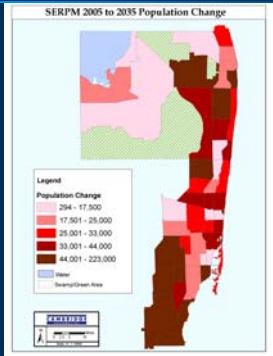 SERPM 2005 to 2035 Population Change
Legend
Population Change
294 - 17,500
17,501 - 25,000
25,001 - 33,000
33,001 - 44,000
44,001 - 223,000
Water
Swamp/Green Area